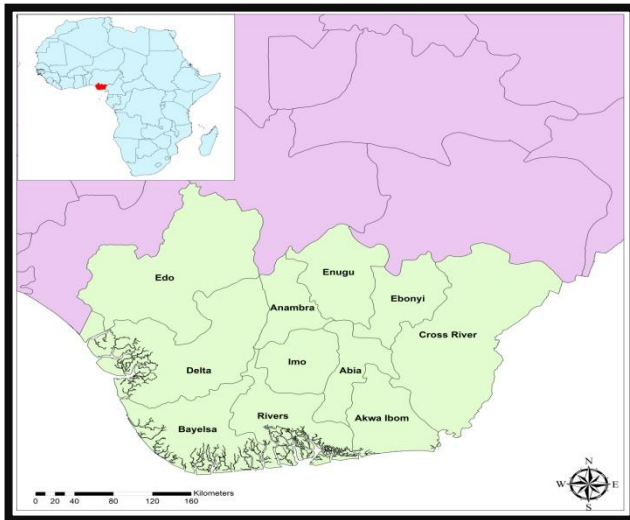 Edo
Enugu
Anambra
Ebonyi
Cross River
Delta
Imo
Abia
Bayelsa
Rivers
Akwa Ibom
0 20 40 80 120 160
Kilometers
N
W E
S